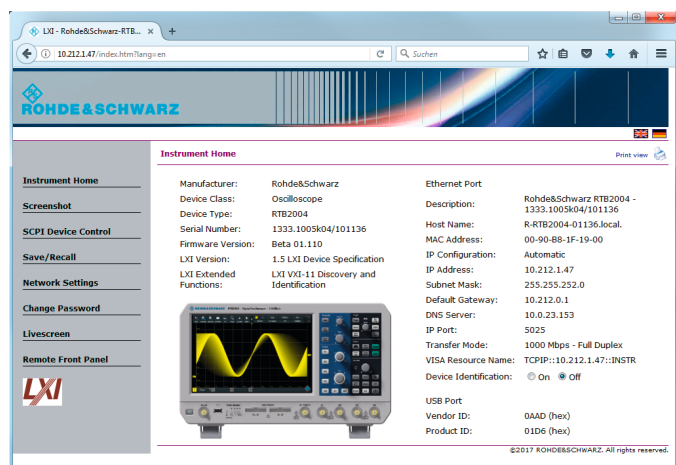 LXI - Rohde&Schwarz-RTB... × +
10.212.1.47/index.htm?lang=en
Suchen
ROHDE&SCHWARZ
Instrument Home
Print view
Instrument Home
Screenshot
SCPI Device Control
Save/Recall
Network Settings
Change Password
Livescreen
Remote Front Panel
LXI
Manufacturer: Rohde&Schwarz
Device Class: Oscilloscope
Device Type: RTB2004
Serial Number: 1333.1005k04/101136
Firmware Version: Beta 01.110
LXI Version: 1.5 LXI Device Specification
LXI Extended Functions: LXI VXI-11 Discovery and
Identification
Ethernet Port
Description: Rohde&Schwarz RTB2004 -
1333.1005k04/101136
Host Name: R-RTB2004-01136.local.
MAC Address: 00-90-B8-1F-19-00
IP Configuration: Automatic
IP Address: 10.212.1.47
Subnet Mask: 255.255.252.0
Default Gateway: 10.212.0.1
DNS Server: 10.0.23.153
IP Port: 5025
Transfer Mode: 1000 Mbps - Full Duplex
VISA Resource Name: TCPIP::10.212.1.47::INSTR
Device Identification: On Off
USB Port
Vendor ID: 0AAD (hex)
Product ID: 01D6 (hex)
©2017 ROHDE&SCHWARZ. All rights reserved.